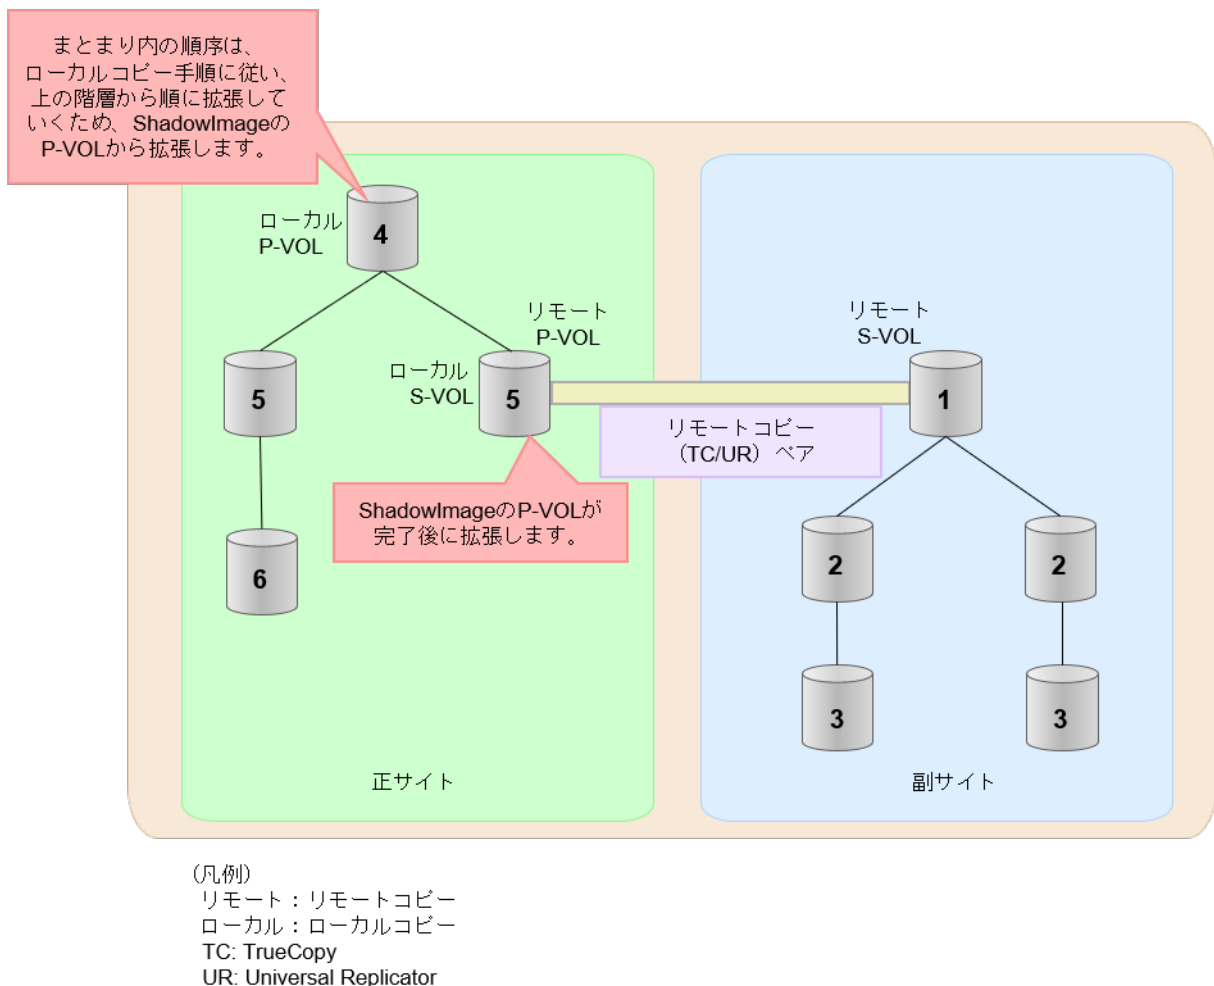 まとまり内の順序は、
ローカルコピー手順に従い、
上の階層から順に拡張して
いくため、ShadowImageの
P-VOLから拡張します。
ローカル
P-VOL
4
リモート
P-VOL
リモート
S-VOL
ローカル
S-VOL
5
5
1
リモートコピー
（TC/UR）ペア
ShadowImageのP-VOLが
完了後に拡張します。
6
2
2
3
3
正サイト
副サイト
(凡例)
リモート：リモートコピー
ローカル：ローカルコピー
TC: TrueCopy
UR: Universal Replicator